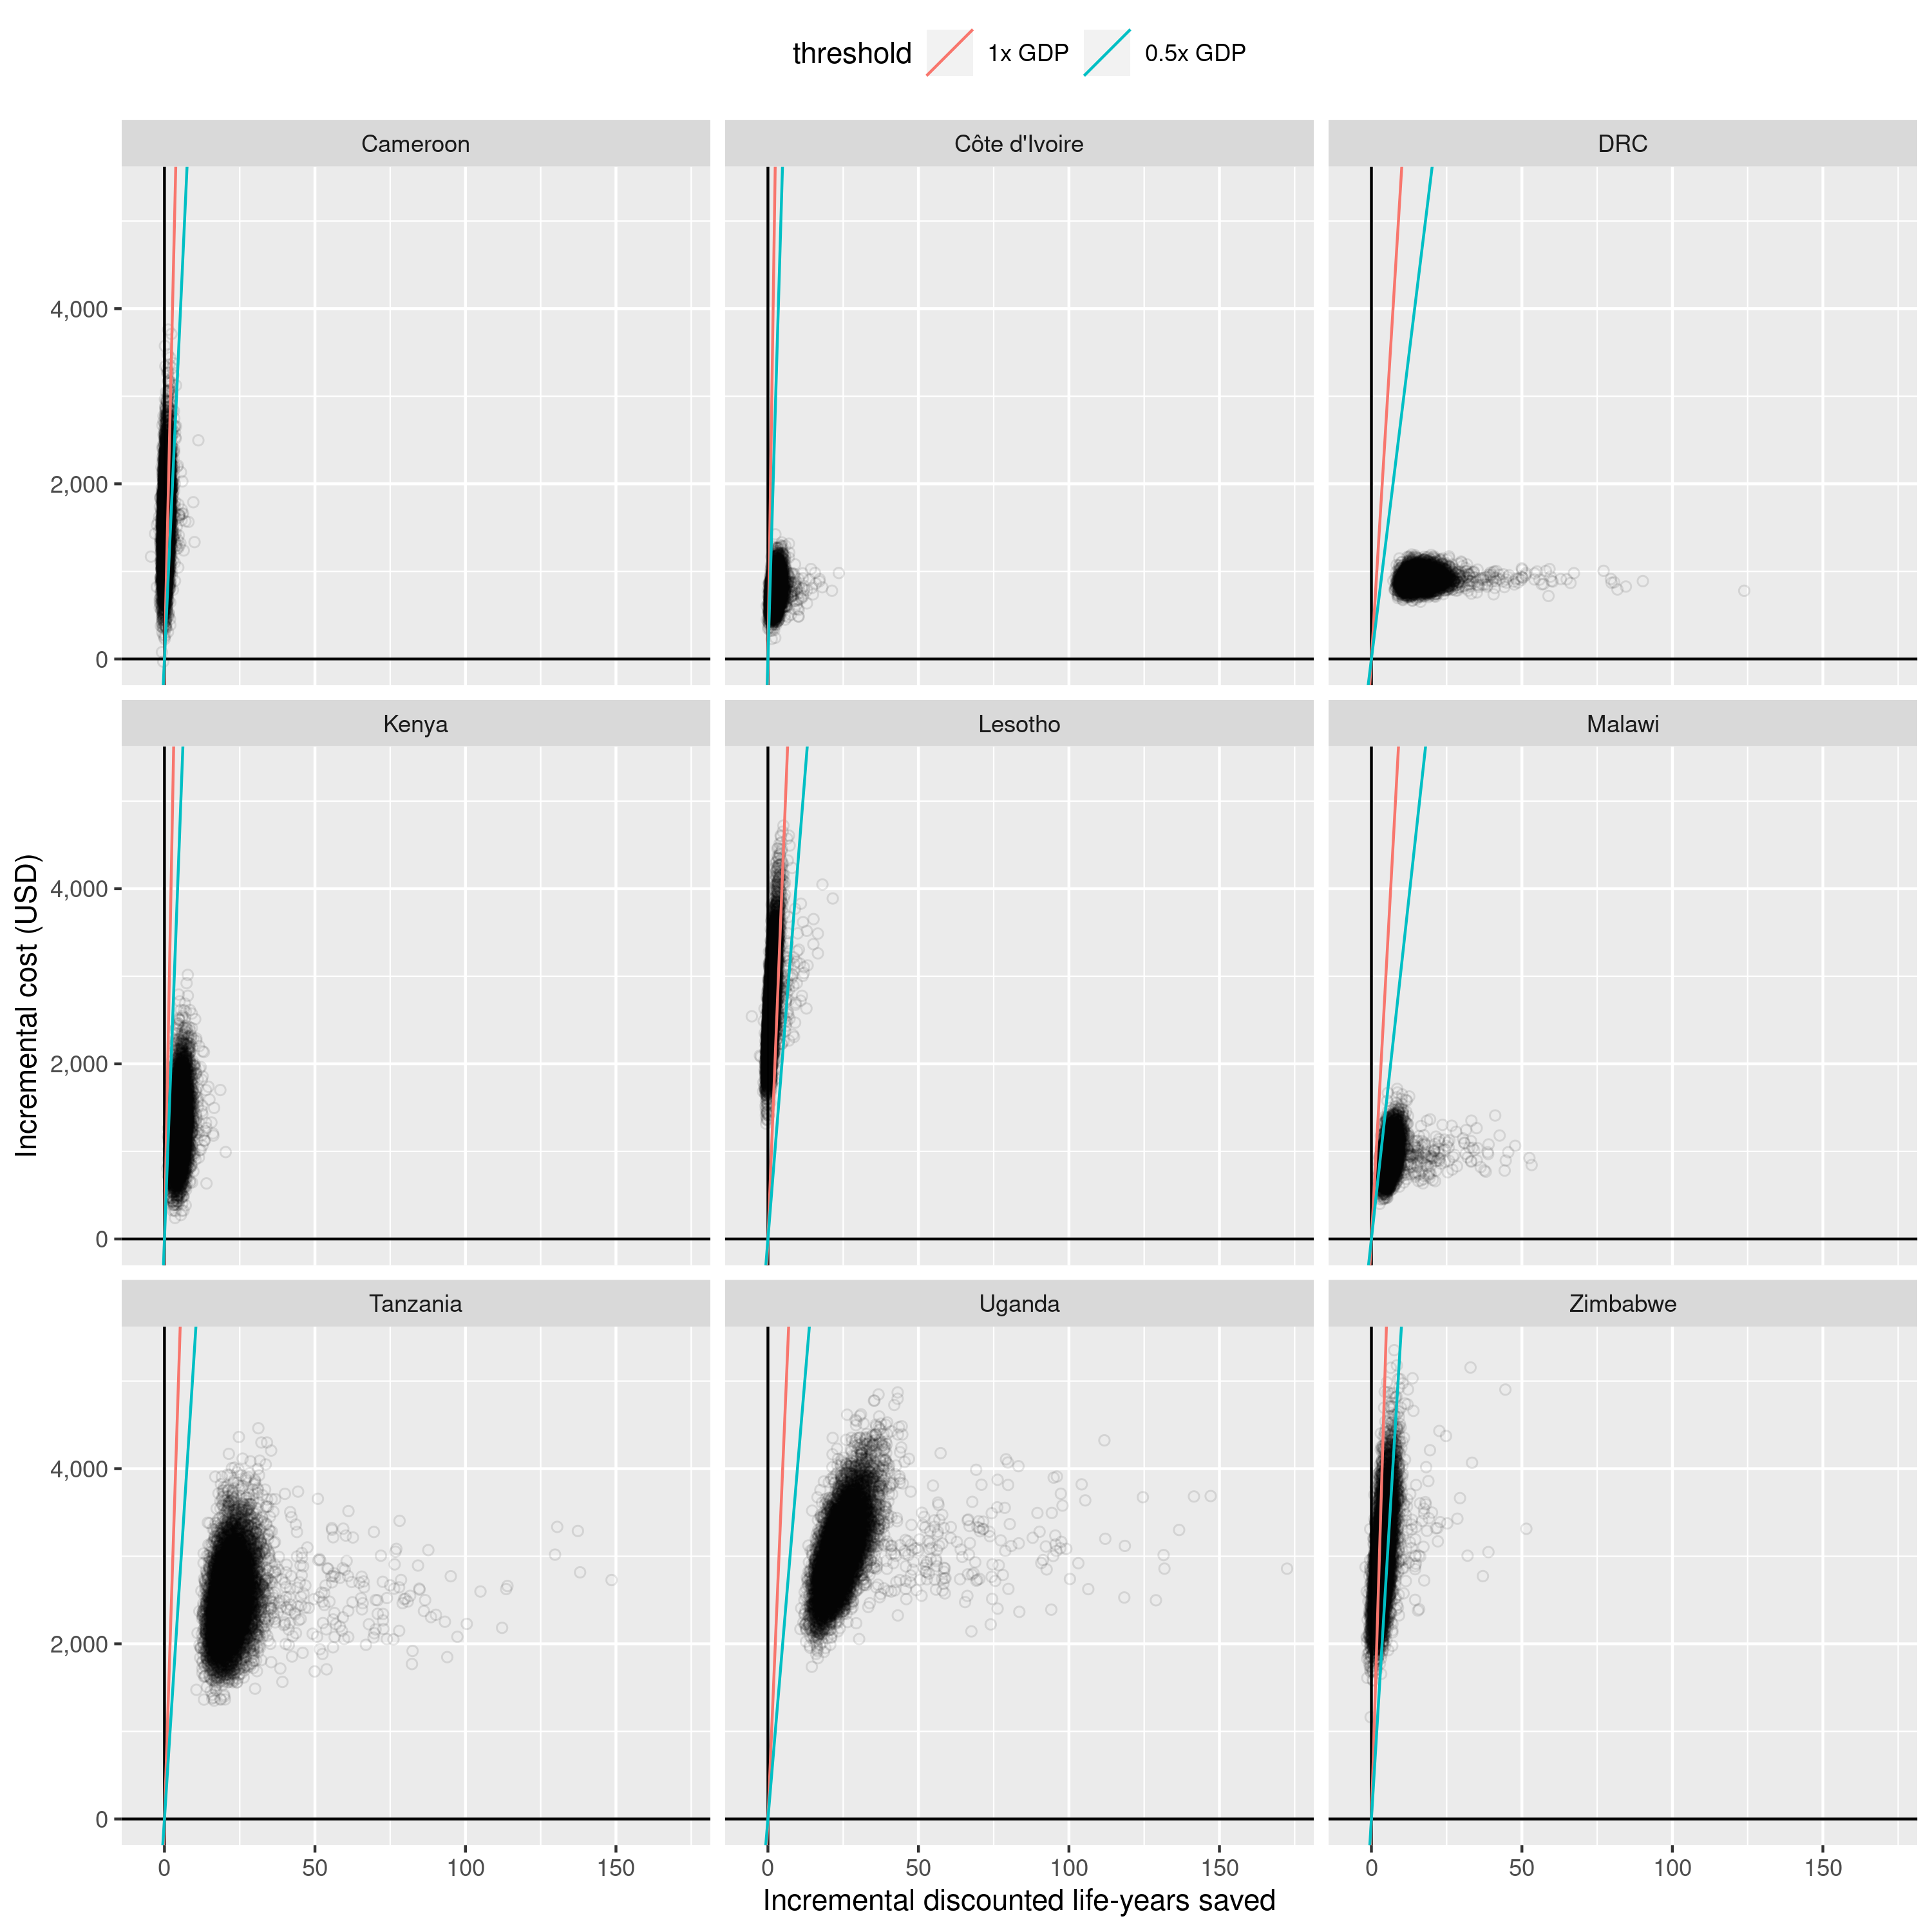 threshold 1x GDP 0.5x GDP
Cameroon Côte d'Ivoire DRC
4,000
2,000
0
Kenya Lesotho Malawi
Incremental cost (USD)
4,000
2,000
0
Tanzania Uganda Zimbabwe
4,000
2,000
0
0 50 100 150 0 50 100 150 0 50 100 150
Incremental discounted life-years saved